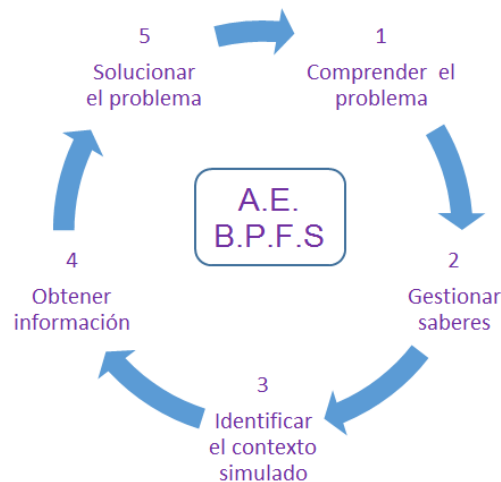 1
Comprender el
problema
2
Gestionar
saberes
3
Identificar
el contexto
simulado
4
Obtener
información
5
Solucionar
el problema
A.E.
B.P.F.S